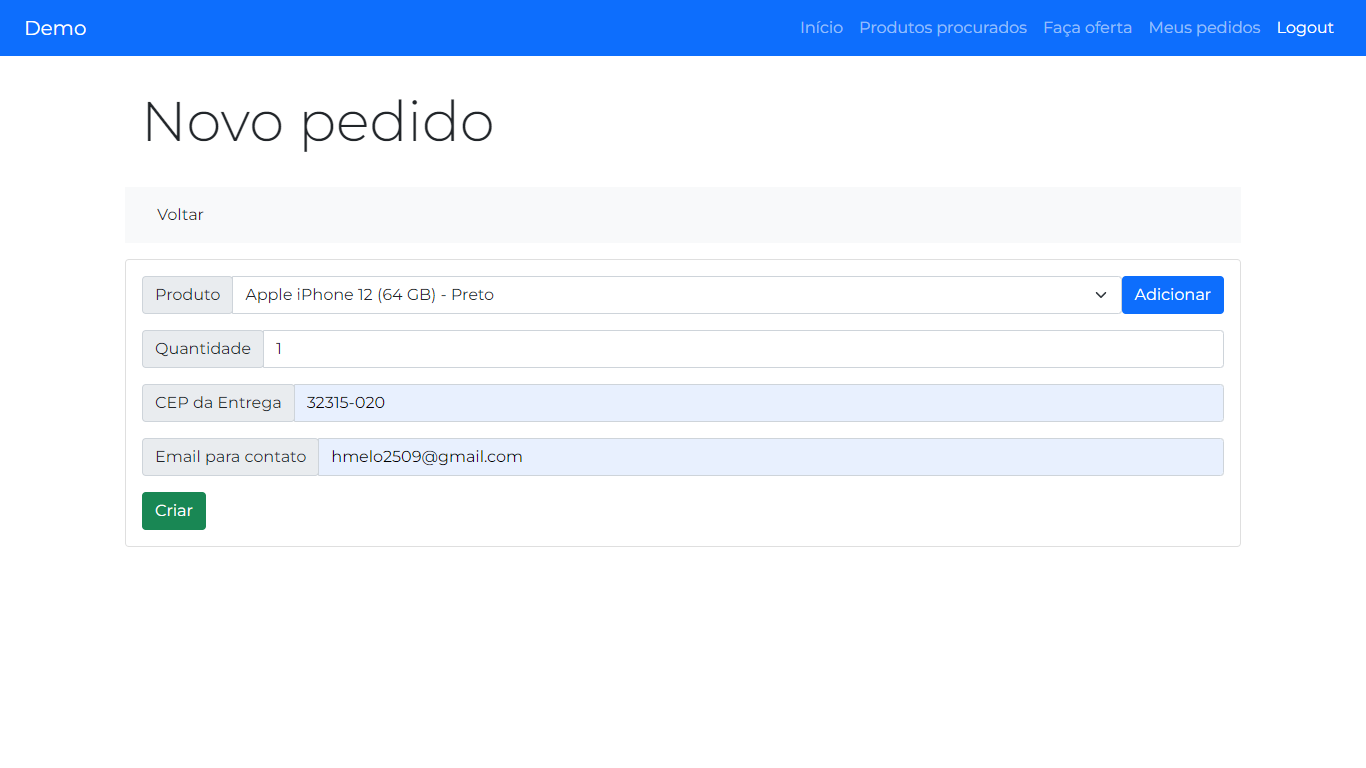 Demo Início Produtos procurados Faça oferta Meus pedidos Logout
Novo pedido
Voltar
Produto Apple iPhone 12 (64 GB) - Preto Adicionar
Quantidade 1
CEP da Entrega 32315-020
Email para contato hmelo2509@gmail.com
Criar